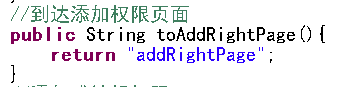 //到达添加权限页面
public String toAddRightPage(){
return "addRightPage";
}